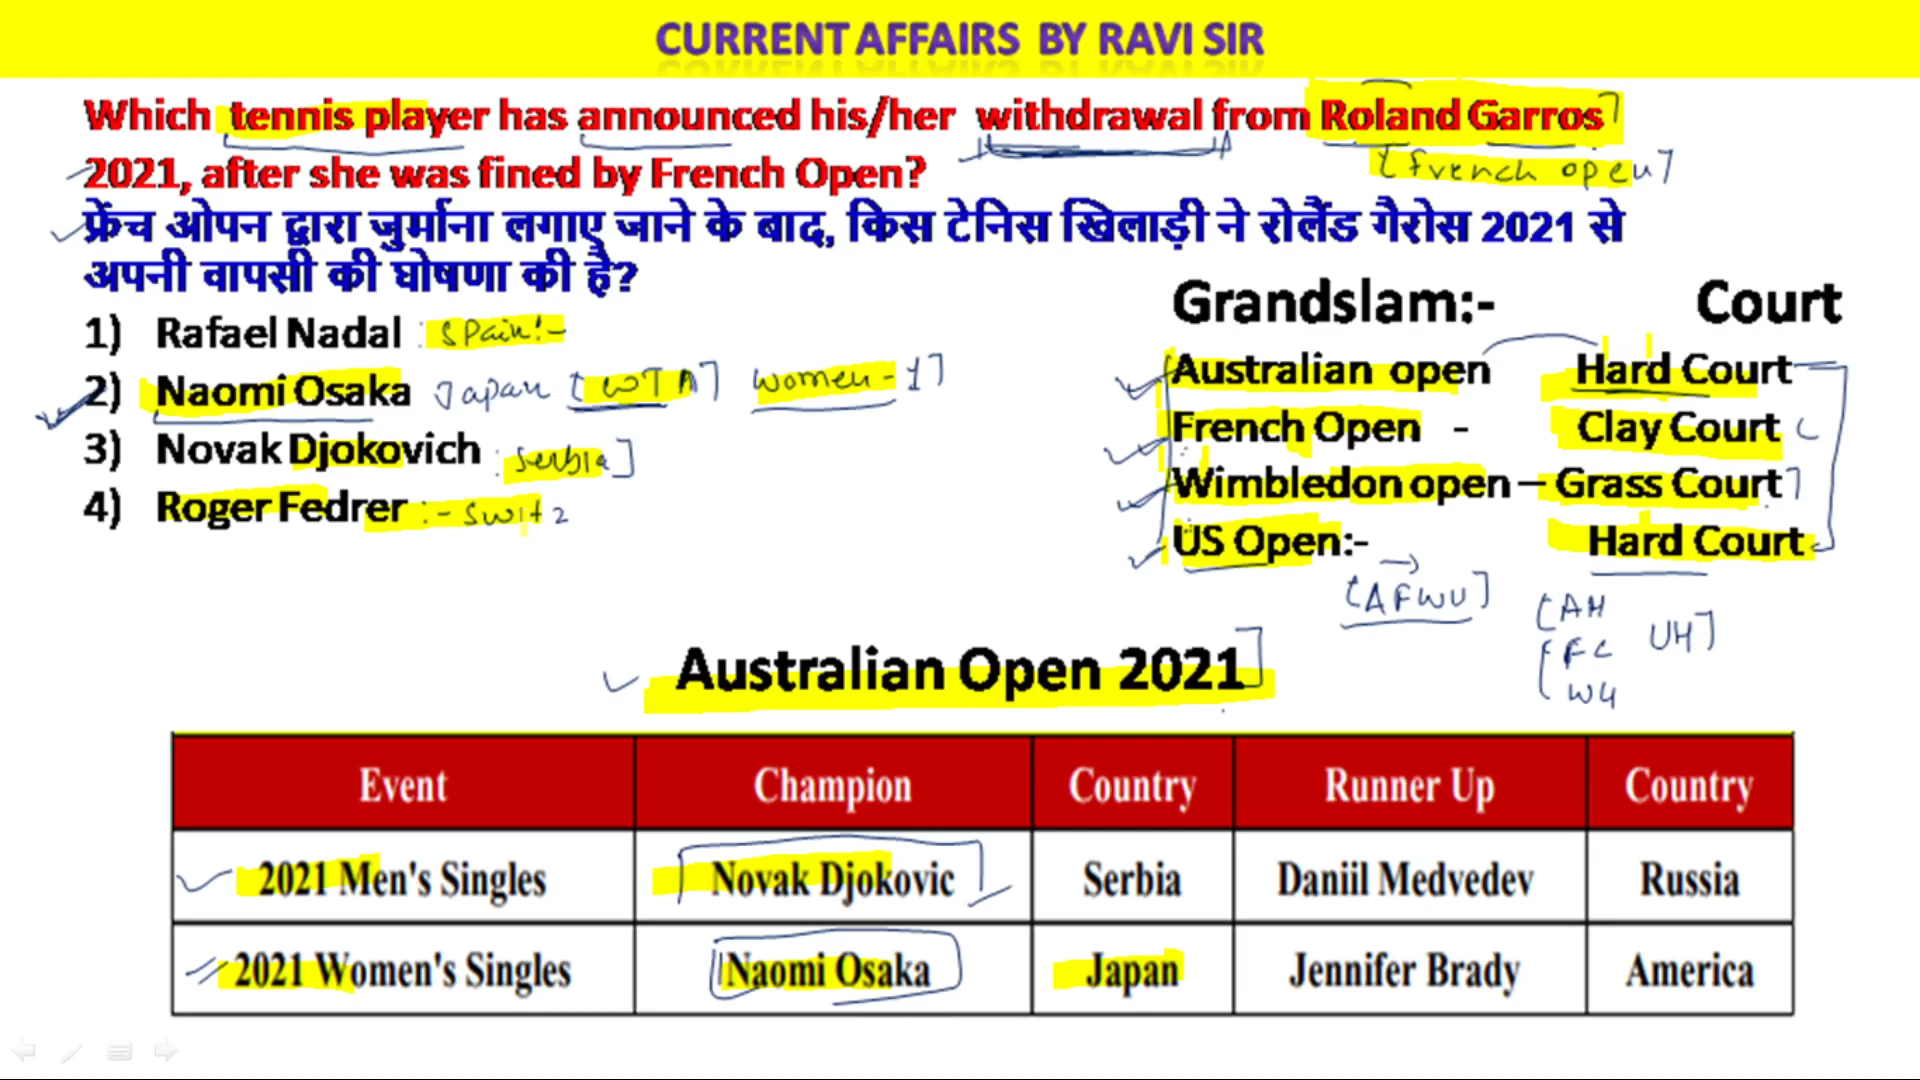 CURRENT AFFAIRS BY RAVI SIR
Which tennis player has announced his/her withdrawal from Roland Garros
2021, after she was fined by French Open?
[french open]
फ्रेंच ओपन द्वारा जुर्माना लगाए जाने के बाद, किस टेनिस खिलाड़ी ने रोलैंड गैरोस 2021 से
अपनी वापसी की घोषणा की है?
1) Rafael Nadal : Spain:-
2) Naomi Osaka Japan [WTA] Women-1]
3) Novak Djokovich : Serbia]
4) Roger Fedrer :- switz
Grandslam:- Court
Australian open Hard Court
French Open - Clay Court
Wimbledon open – Grass Court
US Open:- Hard Court
[AFWU]
[AH
[FC UH]
Australian Open 2021
Event Champion Country Runner Up Country
2021 Men's Singles Novak Djokovic Serbia Daniil Medvedev Russia
2021 Women's Singles Naomi Osaka Japan Jennifer Brady America